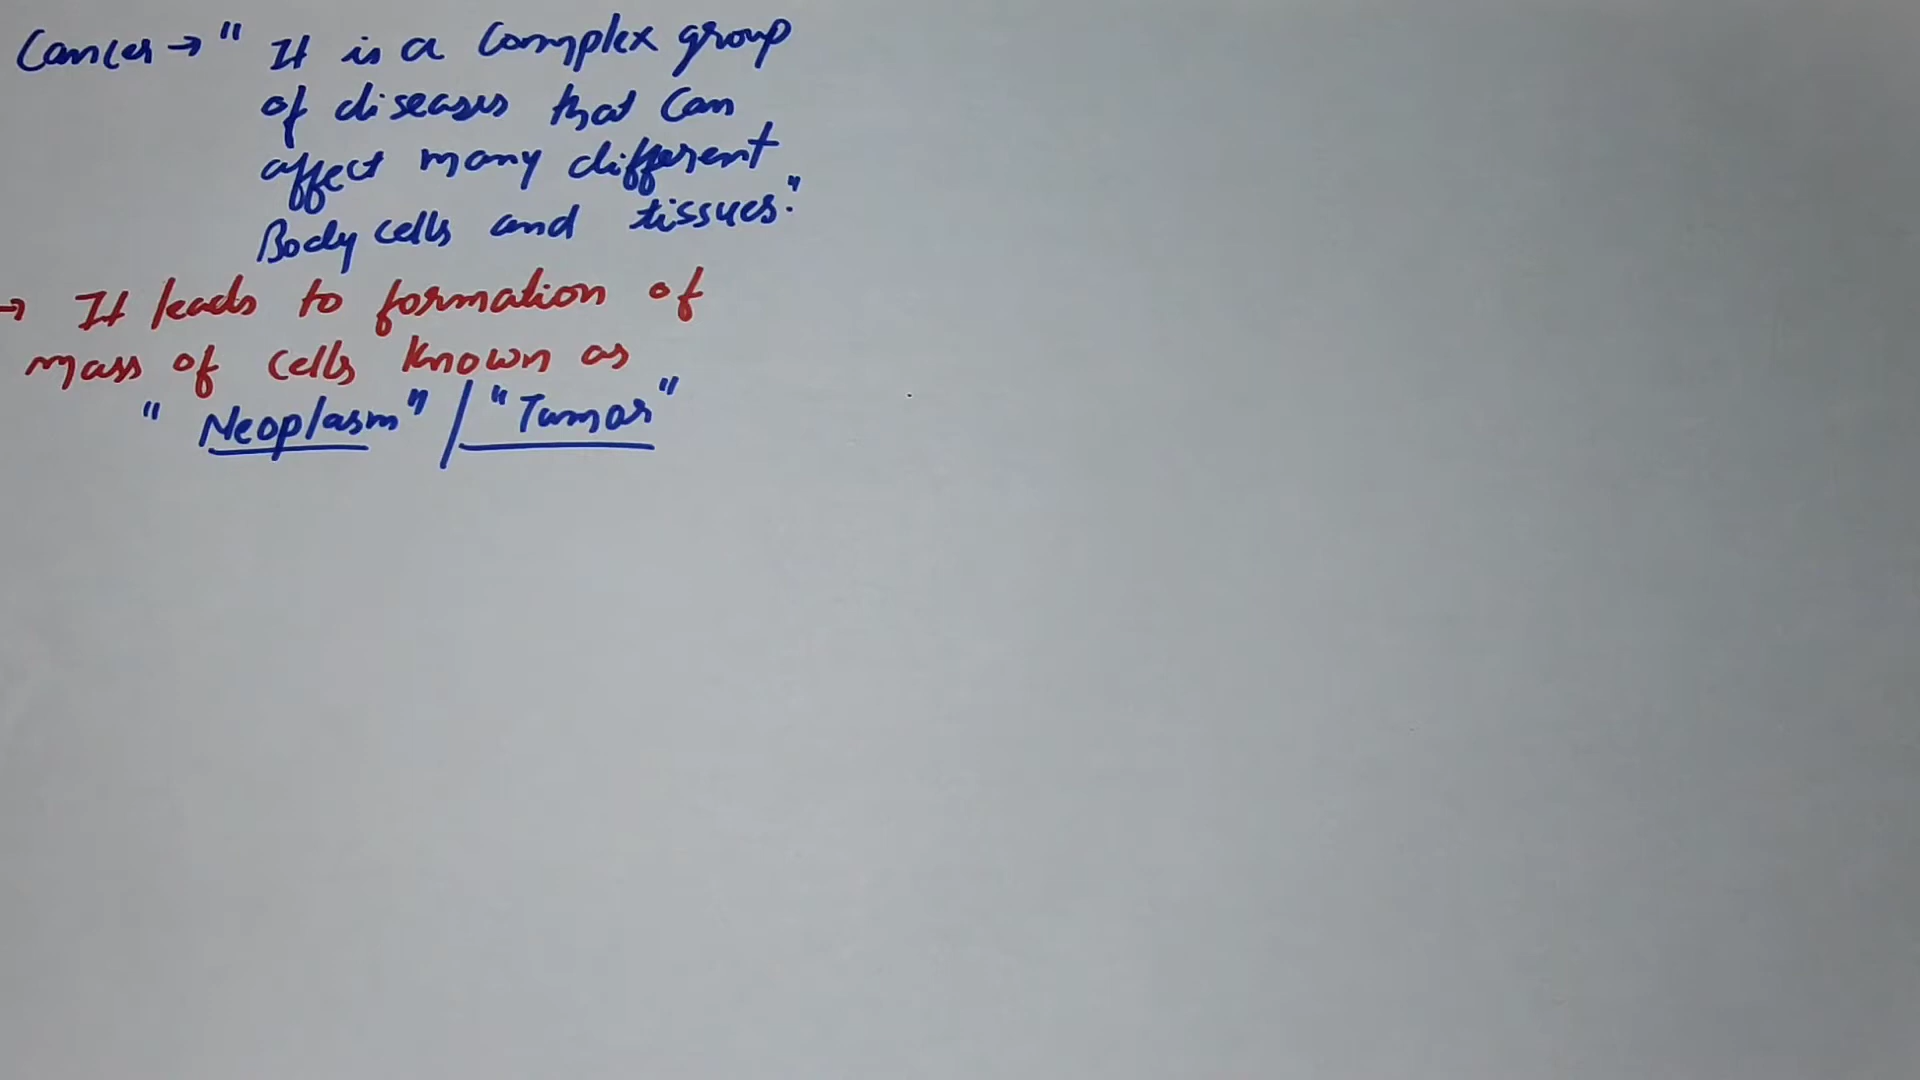 Cancer → " It is a Complex group
of diseases that Can
affect many different
Body cells and tissues."
→ It leads to formation of
mass of cells known as
" Neoplasm " / " Tumor "